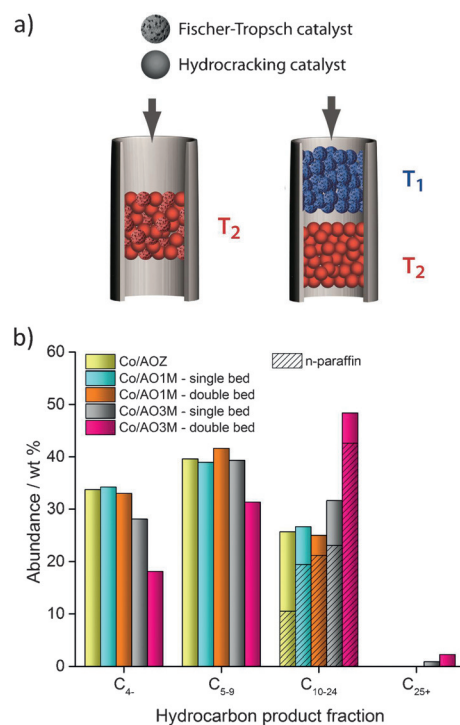 a)
Fischer-Tropsch catalyst
Hydrocracking catalyst
T₁
T₂
T₂
b)
Co/AOZ
Co/AO1M - single bed
Co/AO1M - double bed
Co/AO3M - single bed
Co/AO3M - double bed
n-paraffin
Abundance / wt %
60
50
40
30
20
10
0
C₄₋
C₅₋₉
C₁₀₋₂₄
C₂₅₊
Hydrocarbon product fraction